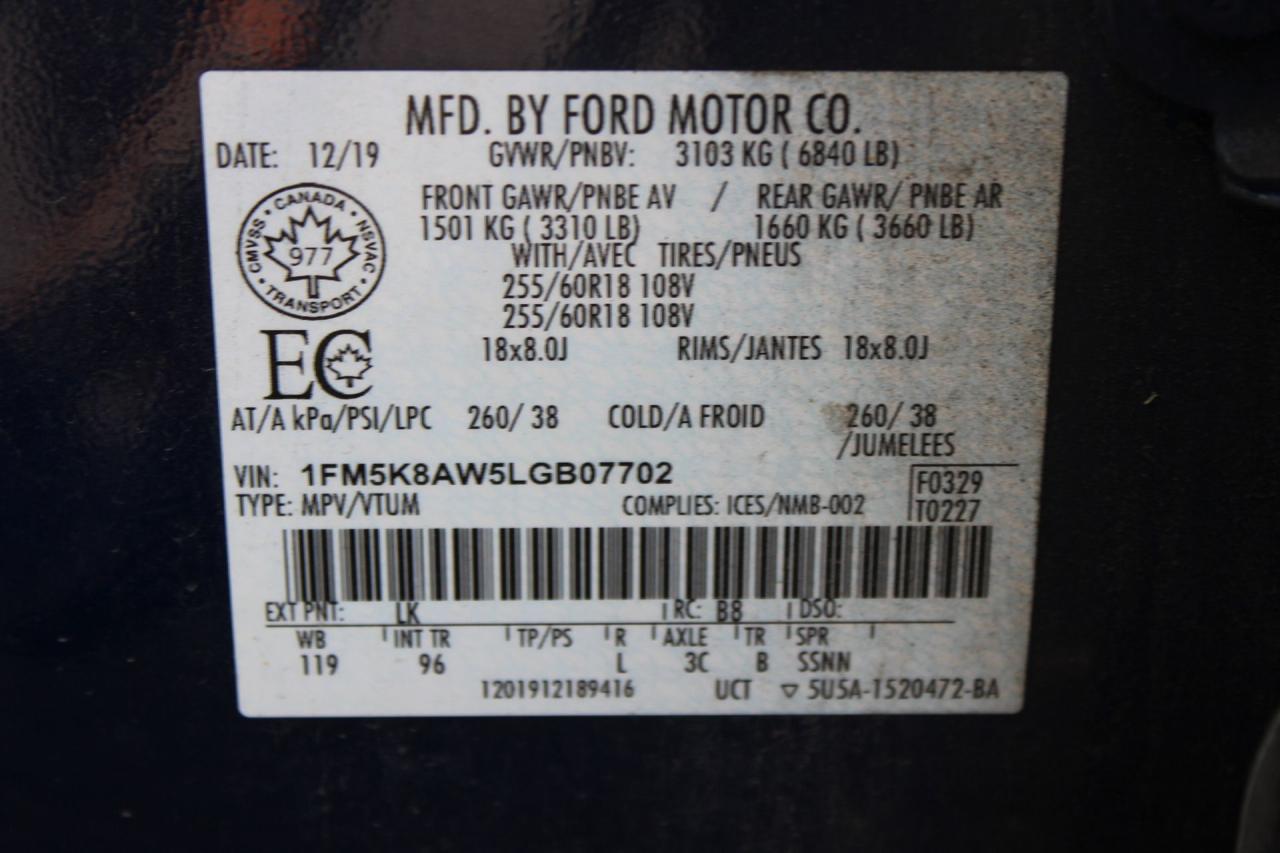 MFD. BY FORD MOTOR CO.
DATE: 12/19 GVWR/PNBV: 3103 KG ( 6840 LB)
FRONT GAWR/PNBE AV / REAR GAWR/ PNBE AR
1501 KG ( 3310 LB) 1660 KG ( 3660 LB)
WITH/AVEC TIRES/PNEUS
255/60R18 108V
255/60R18 108V
18x8.0J RIMS/JANTES 18x8.0J
CANADA • NSVAC • TRANSPORT • CMVSS •
977
EC
AT/A kPa/PSI/LPC 260/ 38 COLD/A FROID 260/ 38
/JUMELEES
VIN: 1FM5K8AW5LGB07702
F0329
TYPE: MPV/VTUM COMPLIES: ICES/NMB-002 T0227
EXT PNT: LK RC: B8 DSO:
WB INT TR TP/PS R AXLE TR SPR
119 96 L 3C B SSNN
1201912189416 UCT ▽ 5U5A-1520472-BA